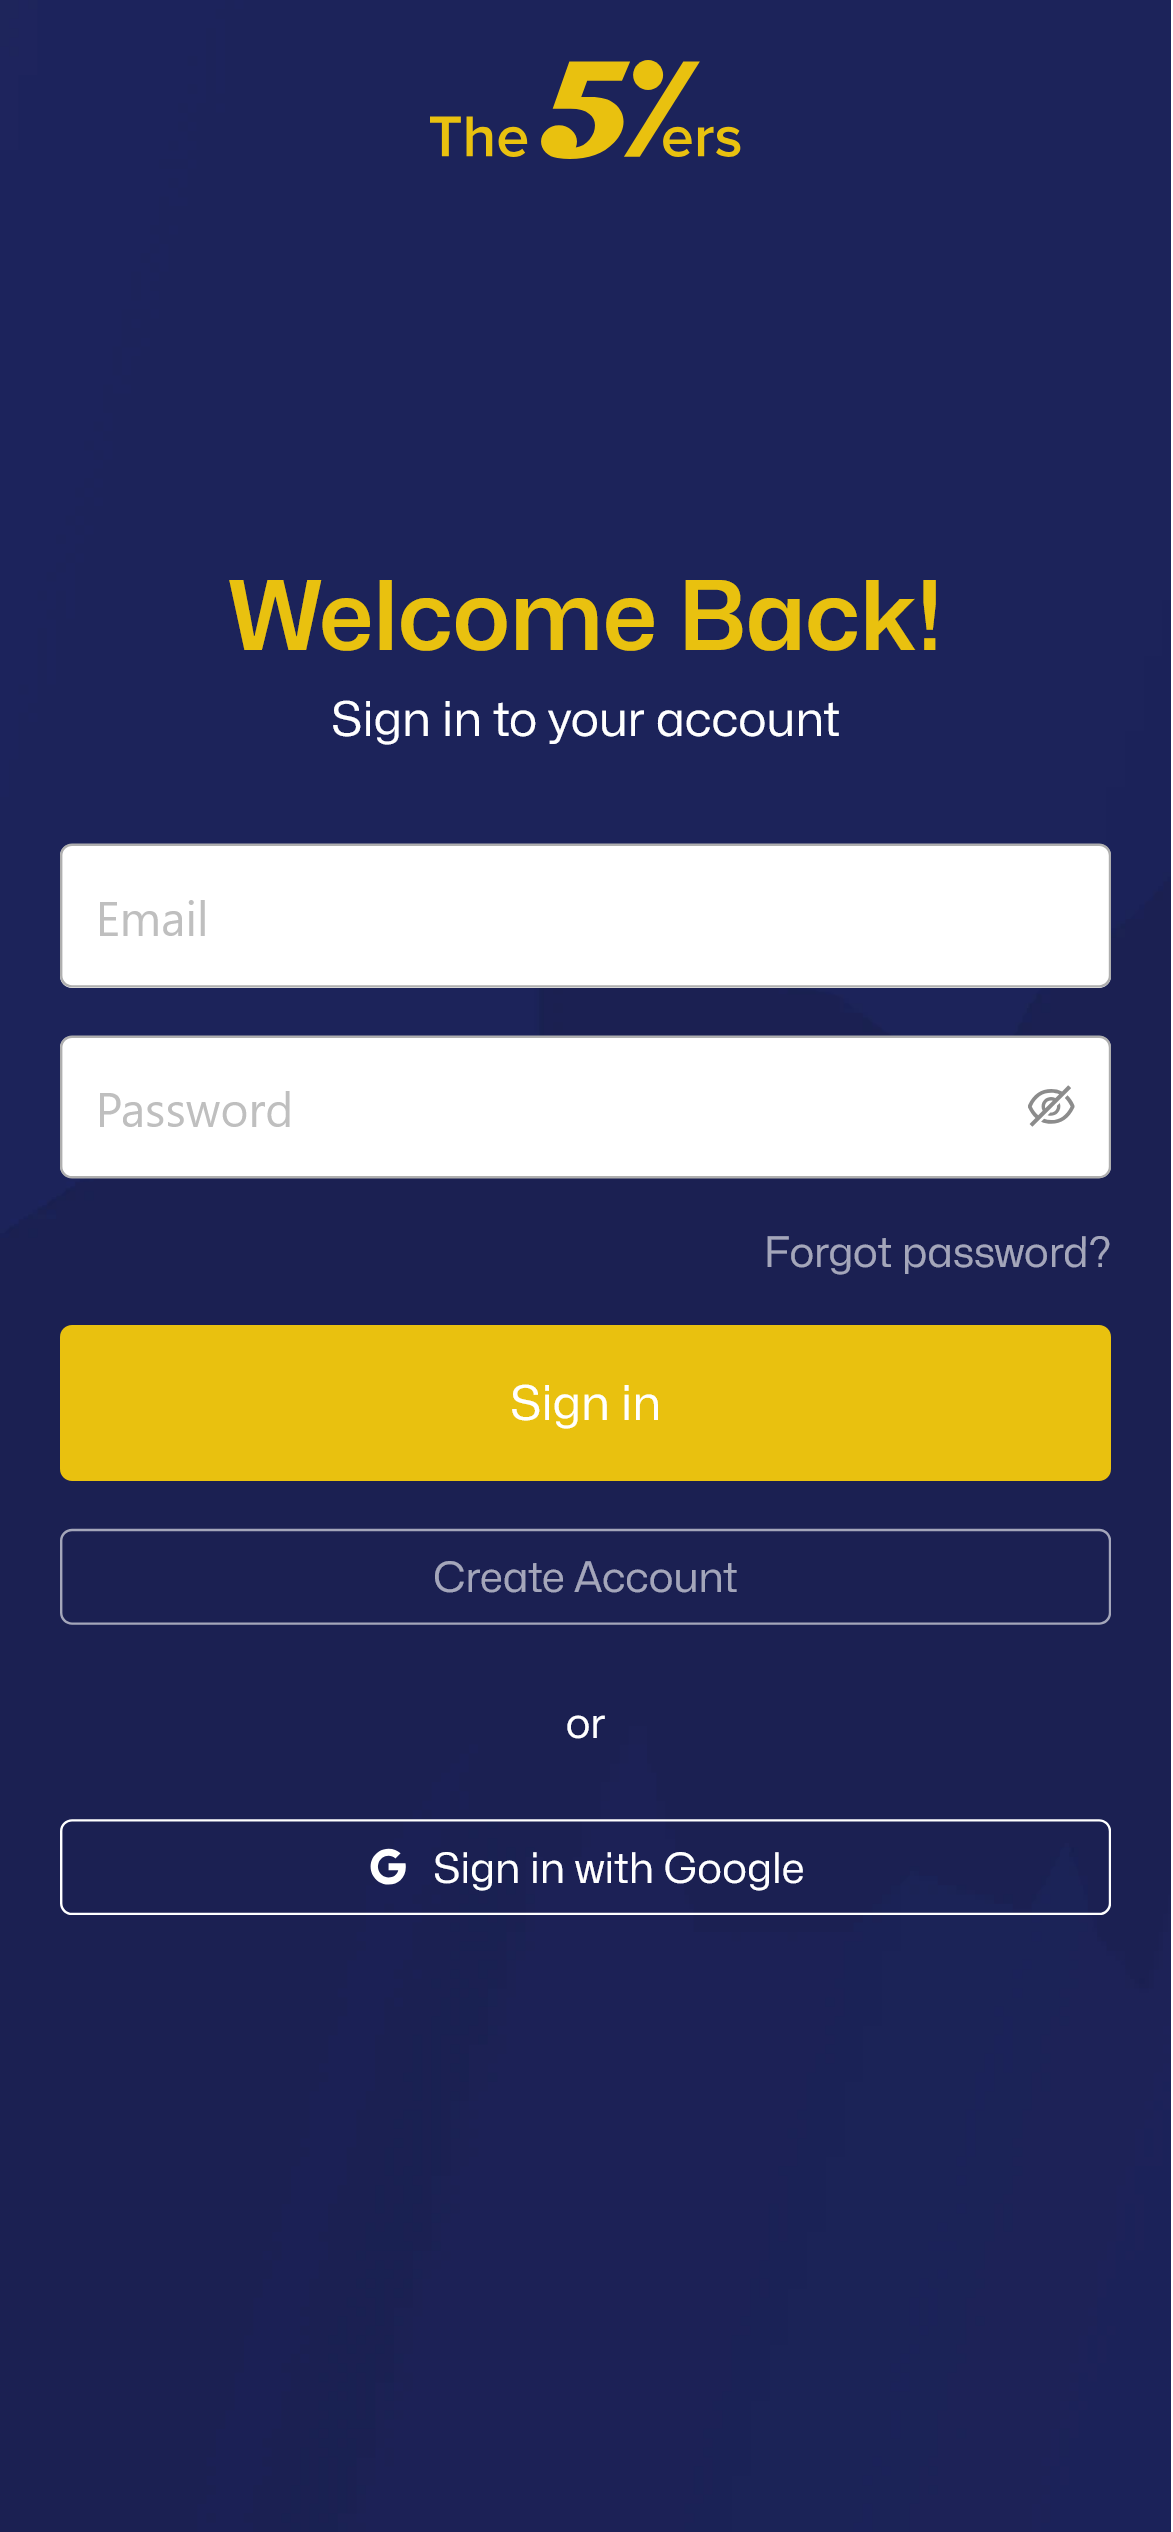 The 5%ers
Welcome Back!
Sign in to your account
Email
Password
Forgot password?
Sign in
Create Account
or
Sign in with Google